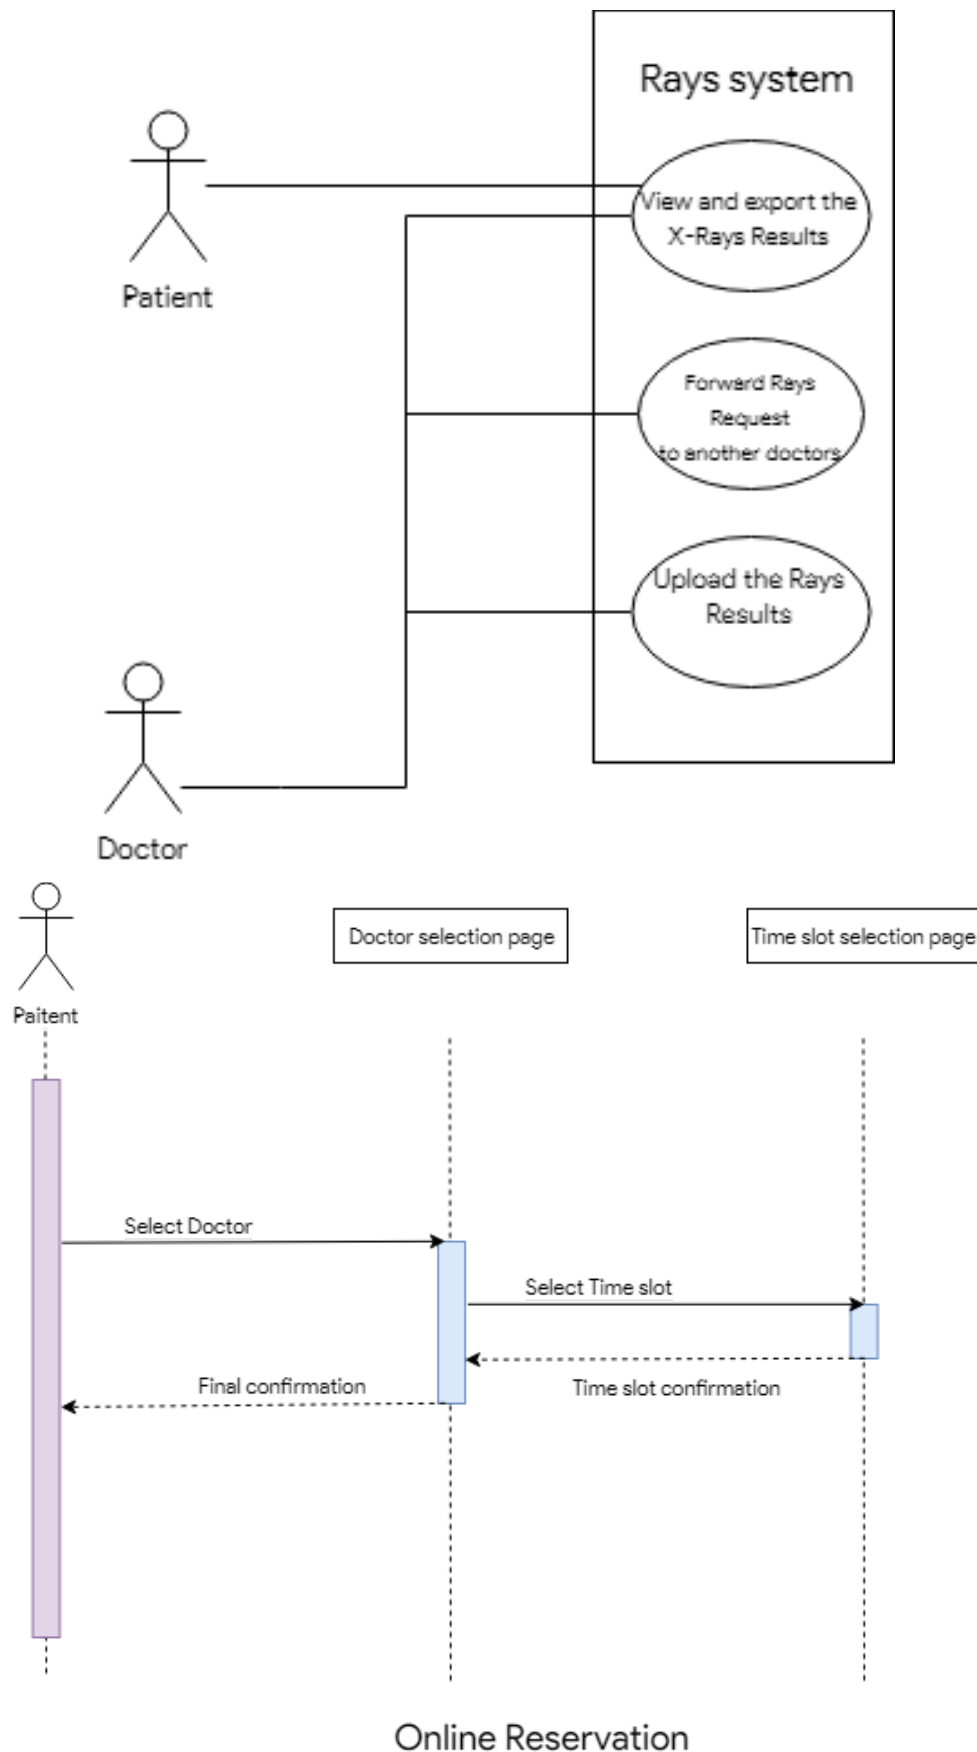 Rays system
View and export the
X-Rays Results
Patient
Forward Rays
Request
to another doctors
Upload the Rays
Results
Doctor
Doctor selection page
Time slot selection page
Paitent
Select Doctor
Select Time slot
Final confirmation
Time slot confirmation
Online Reservation